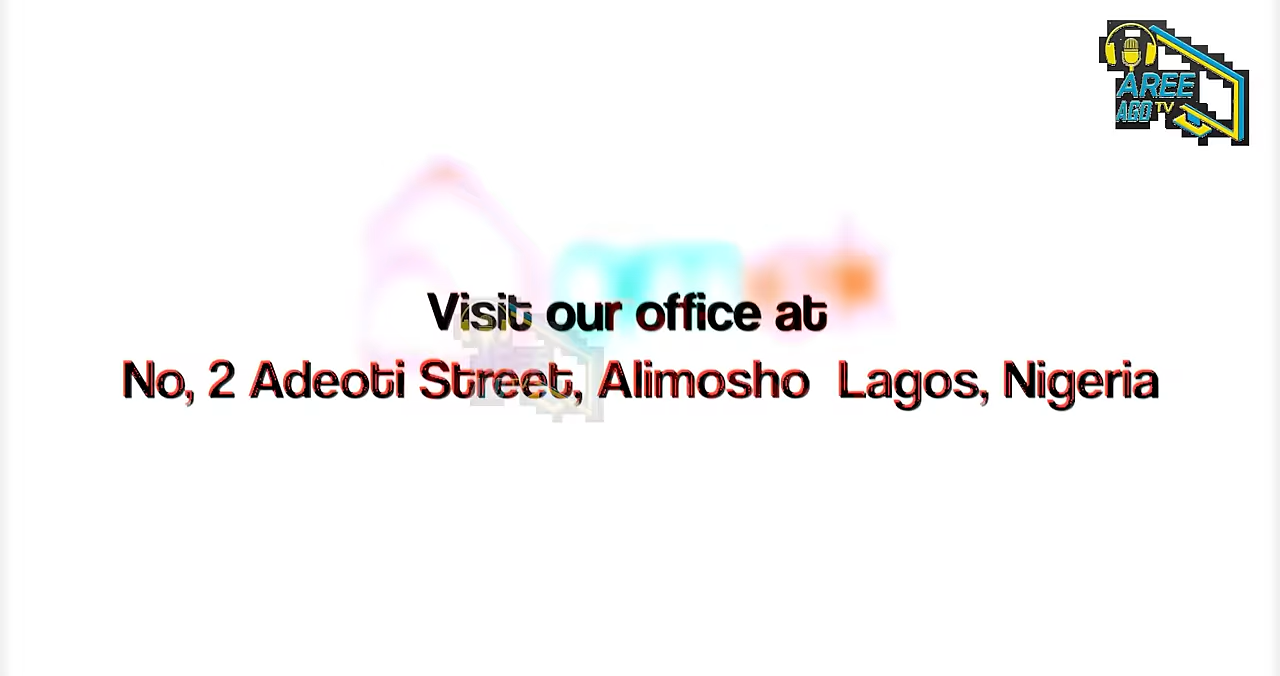 AREE
AGO TV
Visit our office at
No, 2 Adeoti Street, Alimosho Lagos, Nigeria